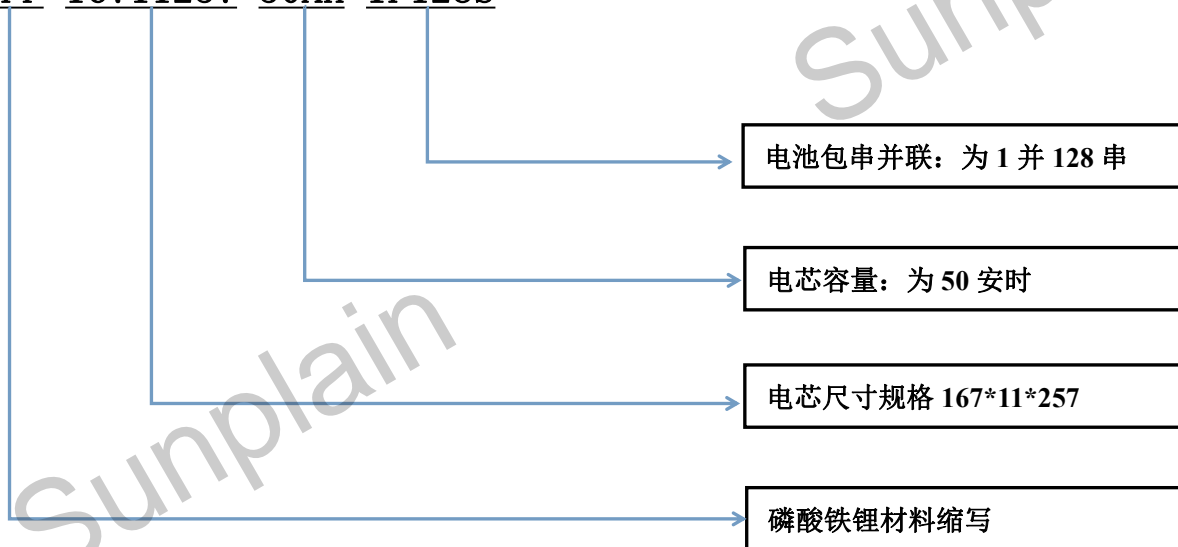 Sunplain
电池包串并联：为 1 并 128 串
电芯容量：为 50 安时
电芯尺寸规格 167*11*257
Sunplain
磷酸铁锂材料缩写